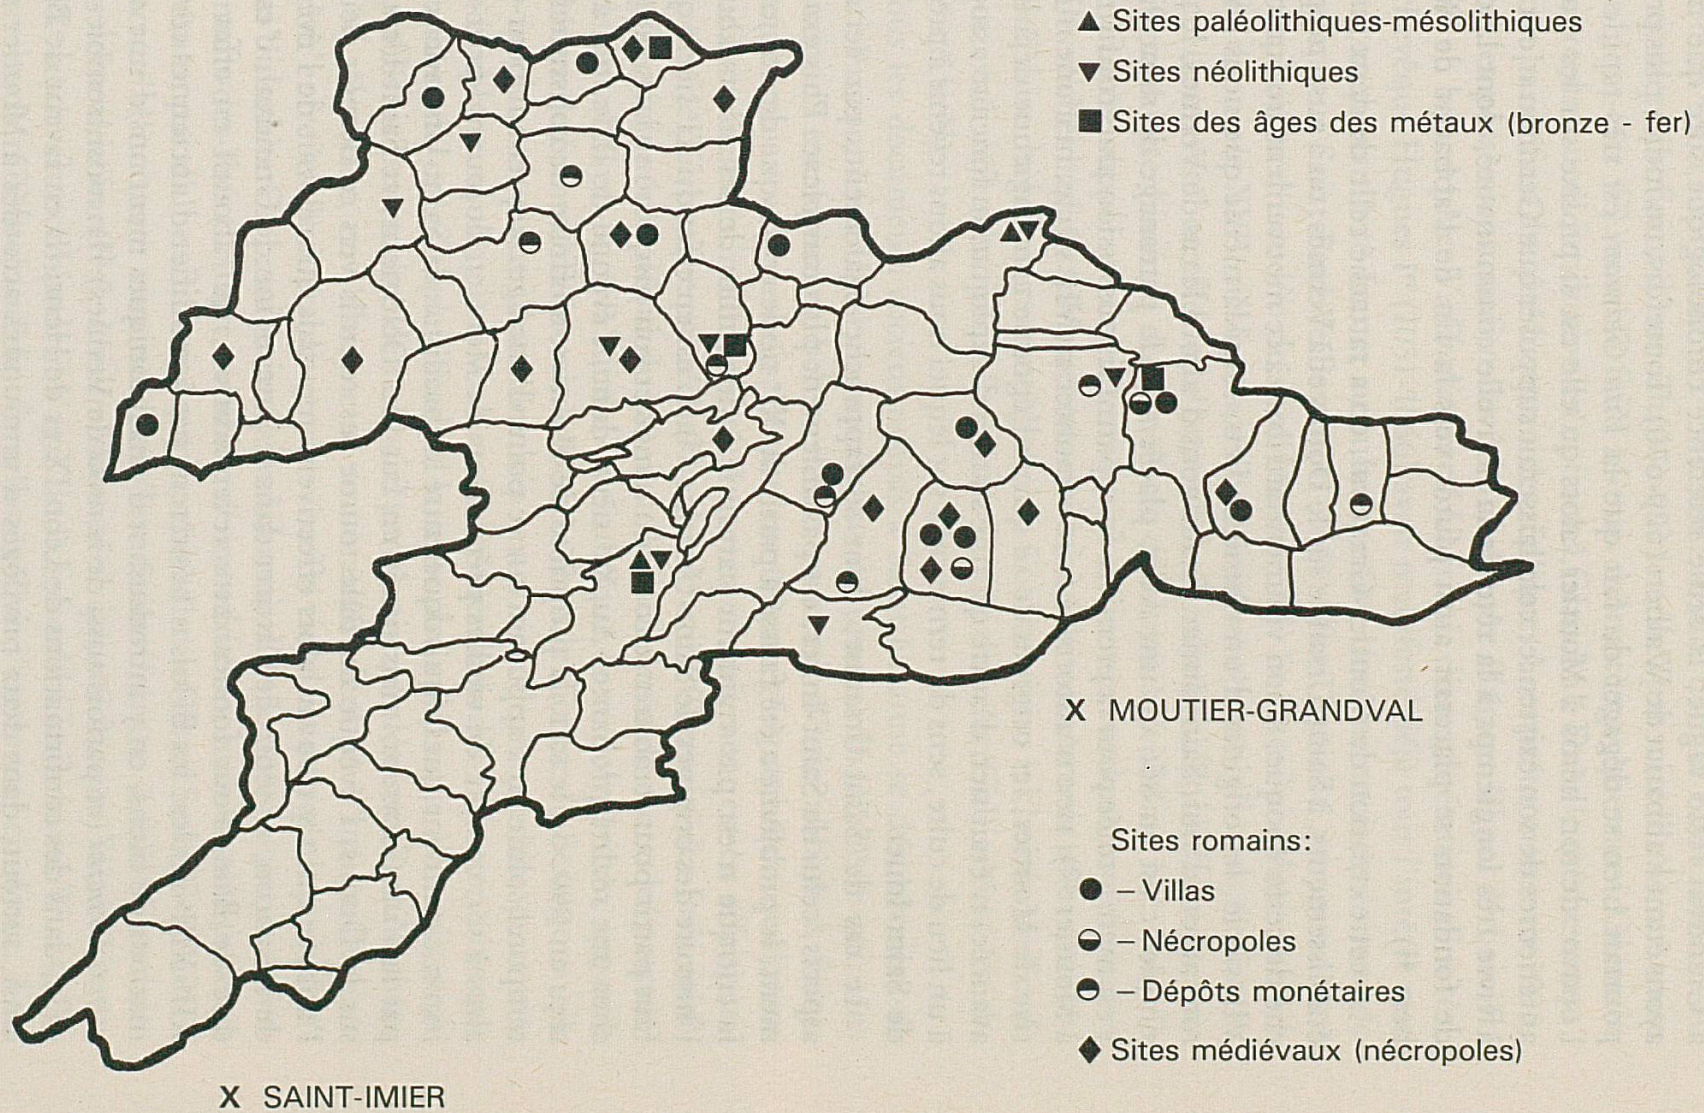 ▲ Sites paléolithiques-mésolithiques
▼ Sites néolithiques
■ Sites des âges des métaux (bronze - fer)
X MOUTIER-GRANDVAL
Sites romains:
● – Villas
◒ – Nécropoles
◓ – Dépôts monétaires
◆ Sites médiévaux (nécropoles)
X SAINT-IMIER